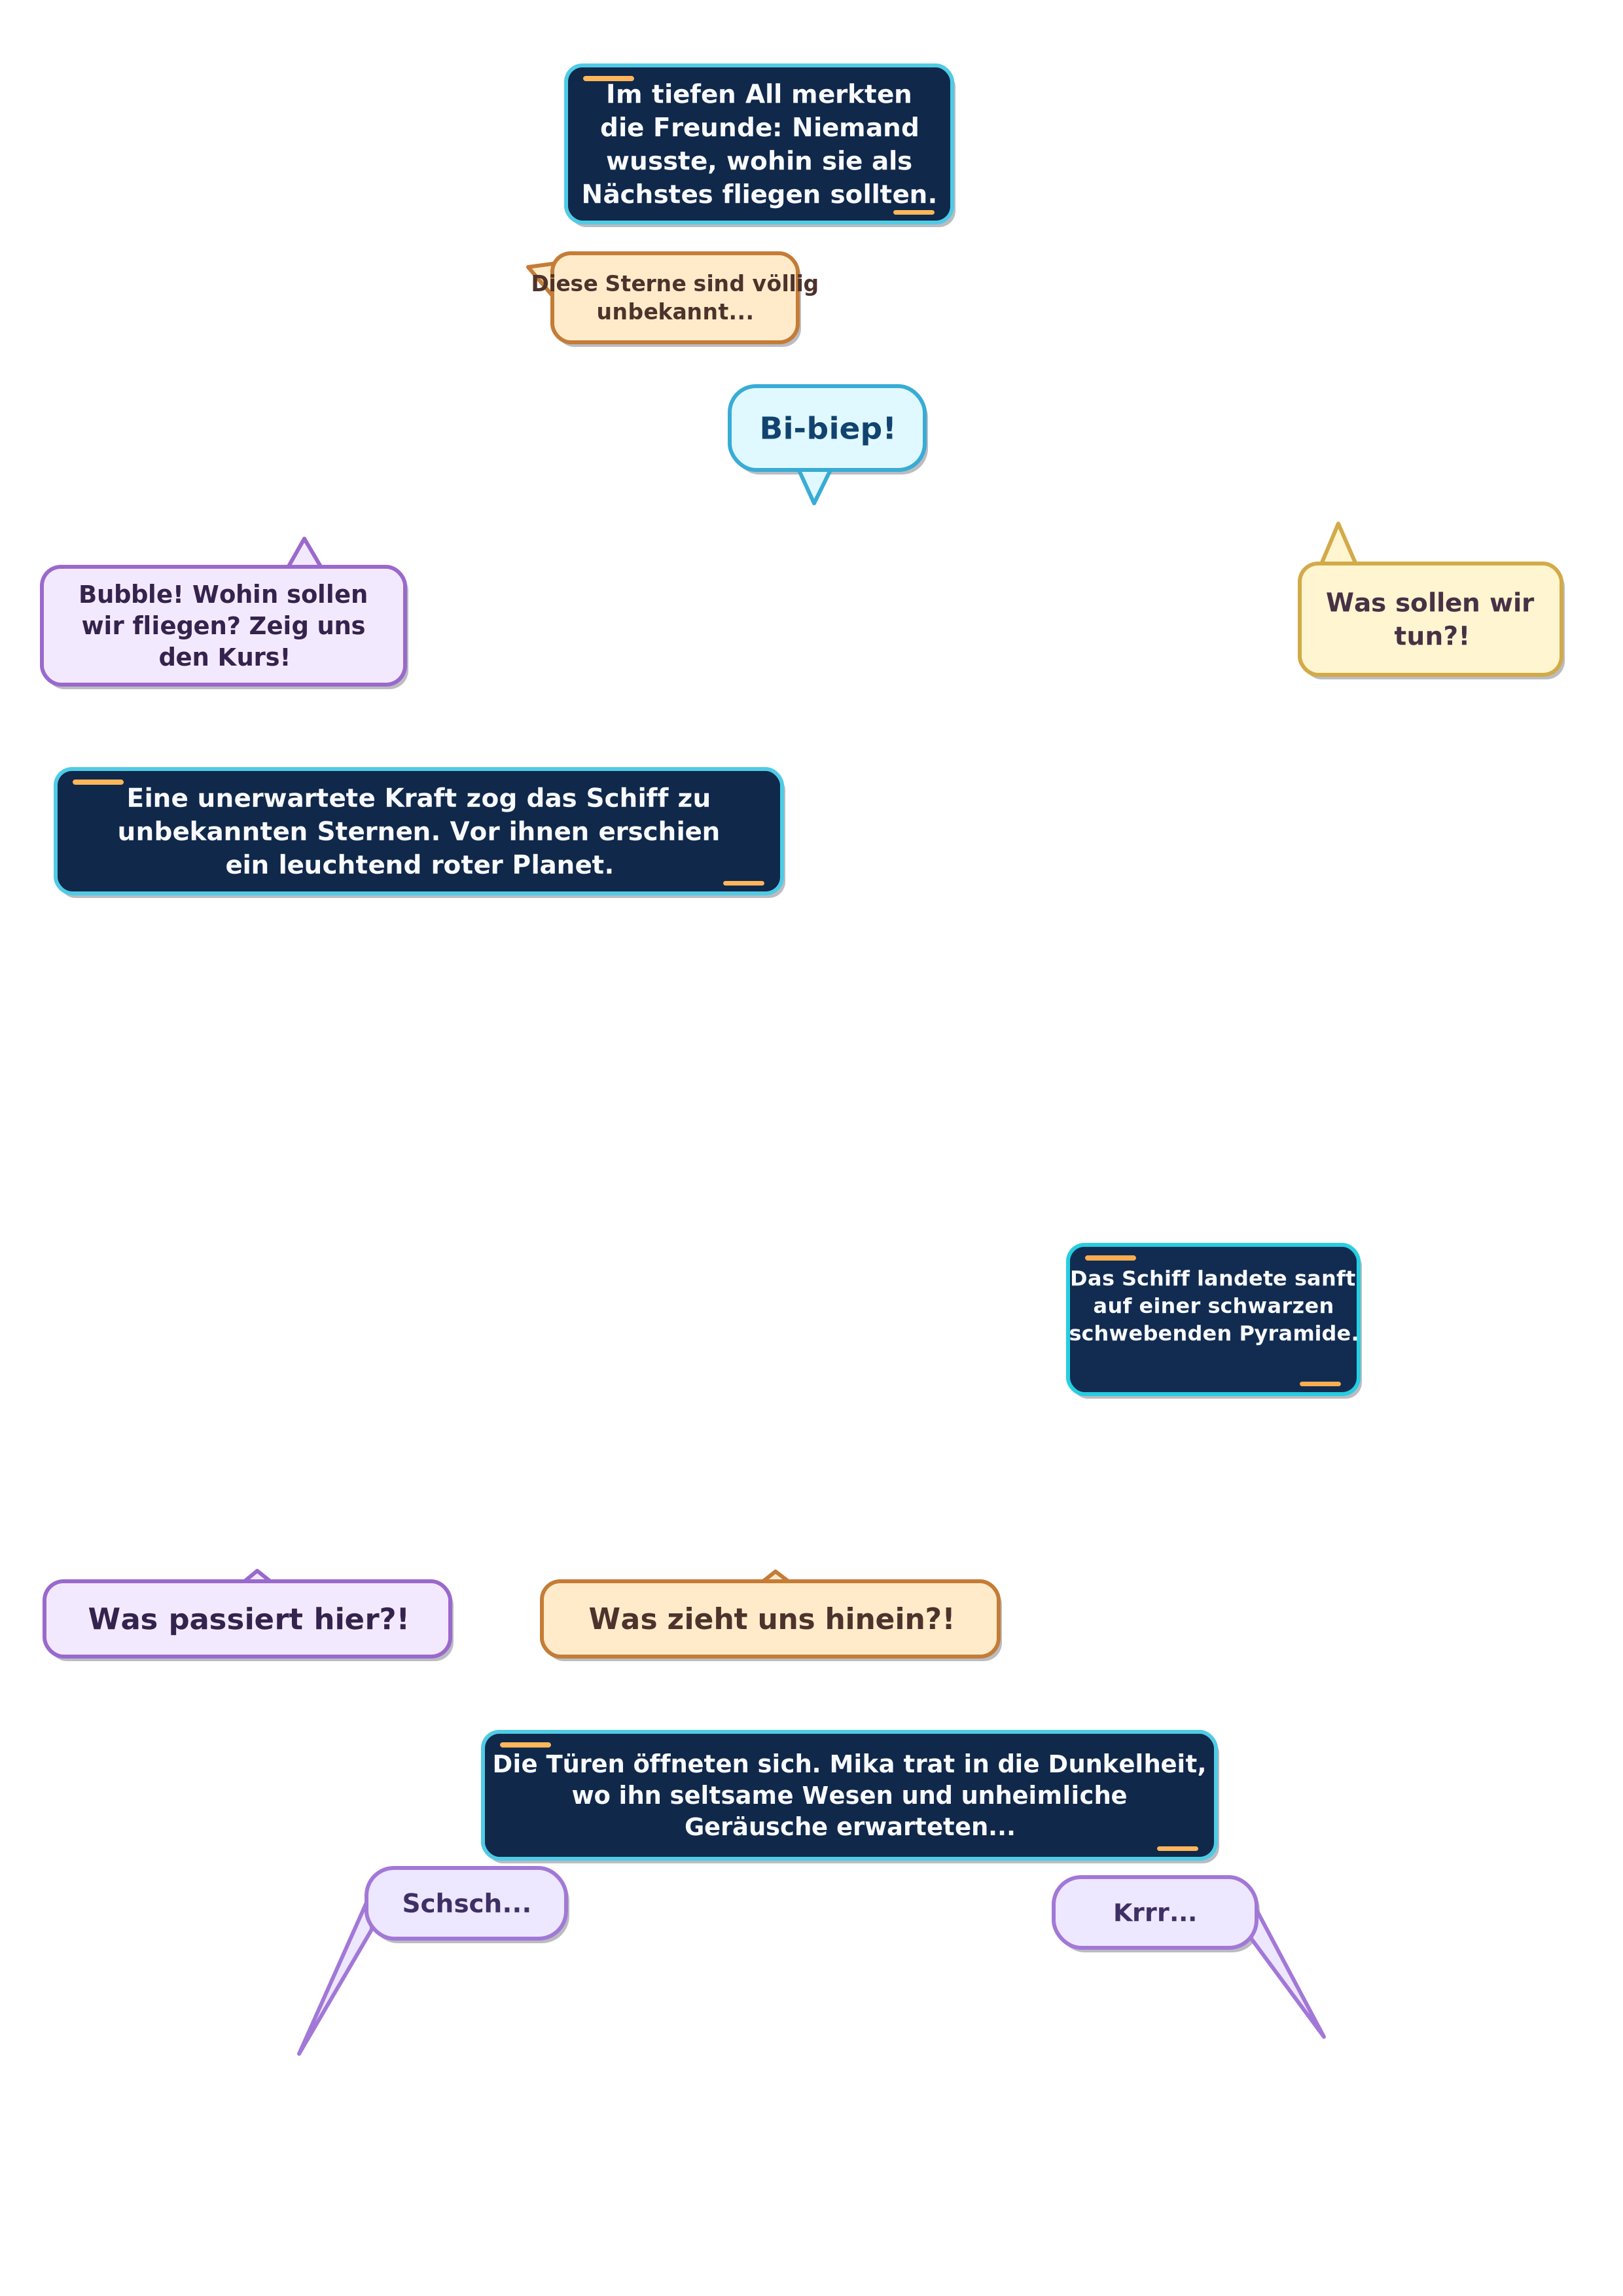 Im tiefen All merkten
die Freunde: Niemand
wusste, wohin sie als
Nächstes fliegen sollten.
Diese Sterne sind völlig
unbekannt...
Bi-biep!
Bubble! Wohin sollen
wir fliegen? Zeig uns
den Kurs!
Was sollen wir
tun?!
Eine unerwartete Kraft zog das Schiff zu
unbekannten Sternen. Vor ihnen erschien
ein leuchtend roter Planet.
Das Schiff landete sanft
auf einer schwarzen
schwebenden Pyramide.
Was passiert hier?!
Was zieht uns hinein?!
Die Türen öffneten sich. Mika trat in die Dunkelheit,
wo ihn seltsame Wesen und unheimliche
Geräusche erwarteten...
Schsch...
Krrr...